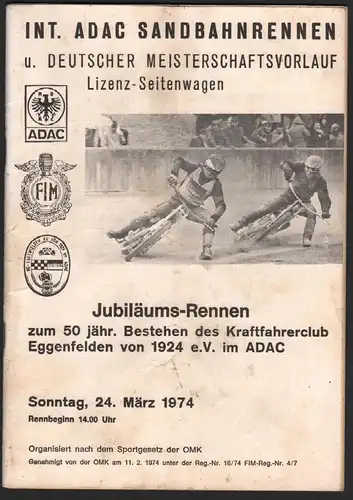 INT. ADAC SANDBAHNRENNEN
u. DEUTSCHER MEISTERSCHAFTSVORLAUF
Lizenz-Seitenwagen
ADAC
FIM
Jubiläums-Rennen
zum 50 jähr. Bestehen des Kraftfahrerclub
Eggenfelden von 1924 e.V. im ADAC
Sonntag, 24. März 1974
Rennbeginn 14.00 Uhr
Organisiert nach dem Sportgesetz der OMK
Genehmigt von der OMK am 11. 2. 1974 unter der Reg.-Nr. 16/74 FIM-Reg.-Nr. 4/7